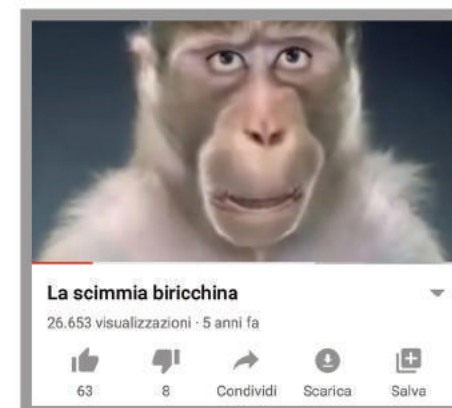 La scimmia biricchina
26.653 visualizzazioni · 5 anni fa
63 8 Condividi Scarica Salva